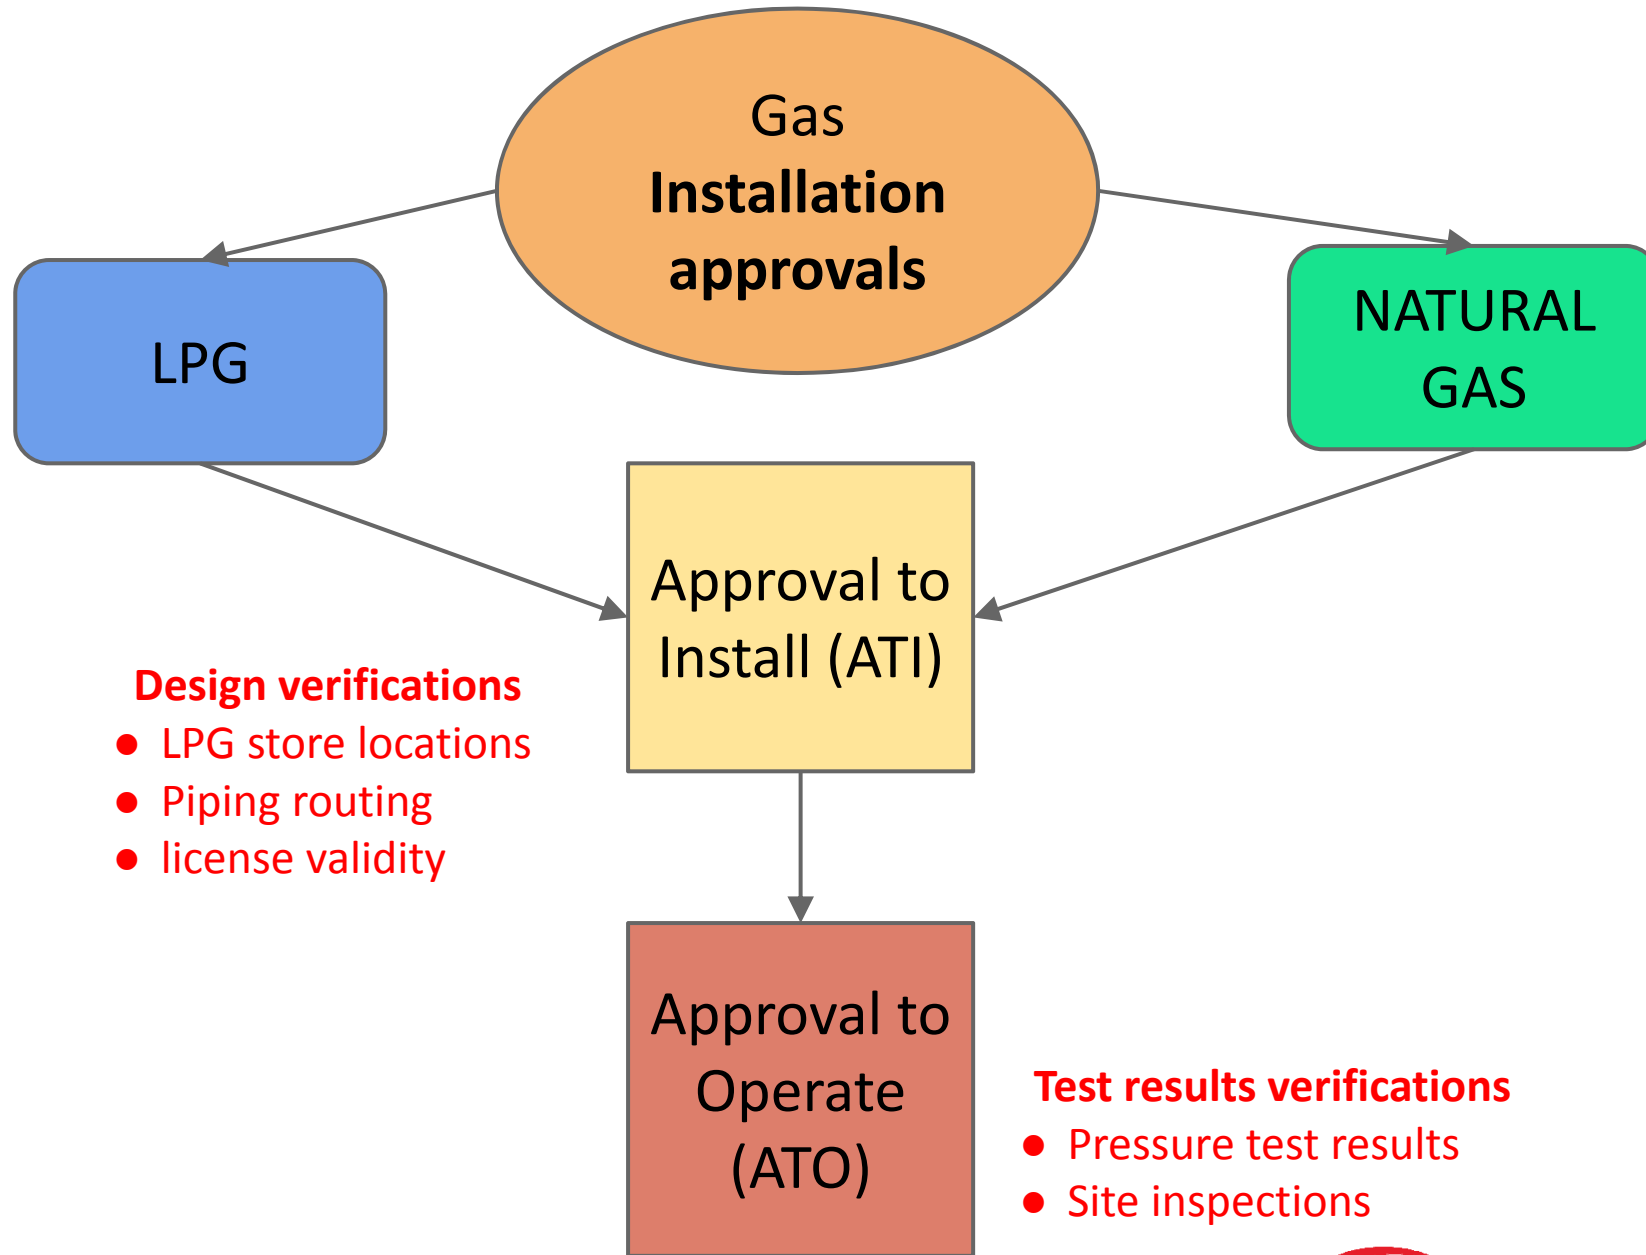 Gas
Installation
approvals
LPG
NATURAL
GAS
Approval to
Install (ATI)
Design verifications
● LPG store locations
● Piping routing
● license validity
Approval to
Operate
(ATO)
Test results verifications
● Pressure test results
● Site inspections